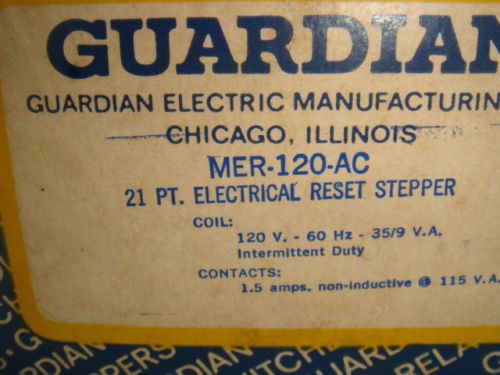 GUARDIAN
GUARDIAN ELECTRIC MANUFACTURIN
CHICAGO, ILLINOIS
MER-120-AC
21 PT. ELECTRICAL RESET STEPPER
COIL:
120 V. - 60 Hz - 35/9 V.A.
Intermittent Duty
CONTACTS:
1.5 amps. non-inductive @ 115 V.A.